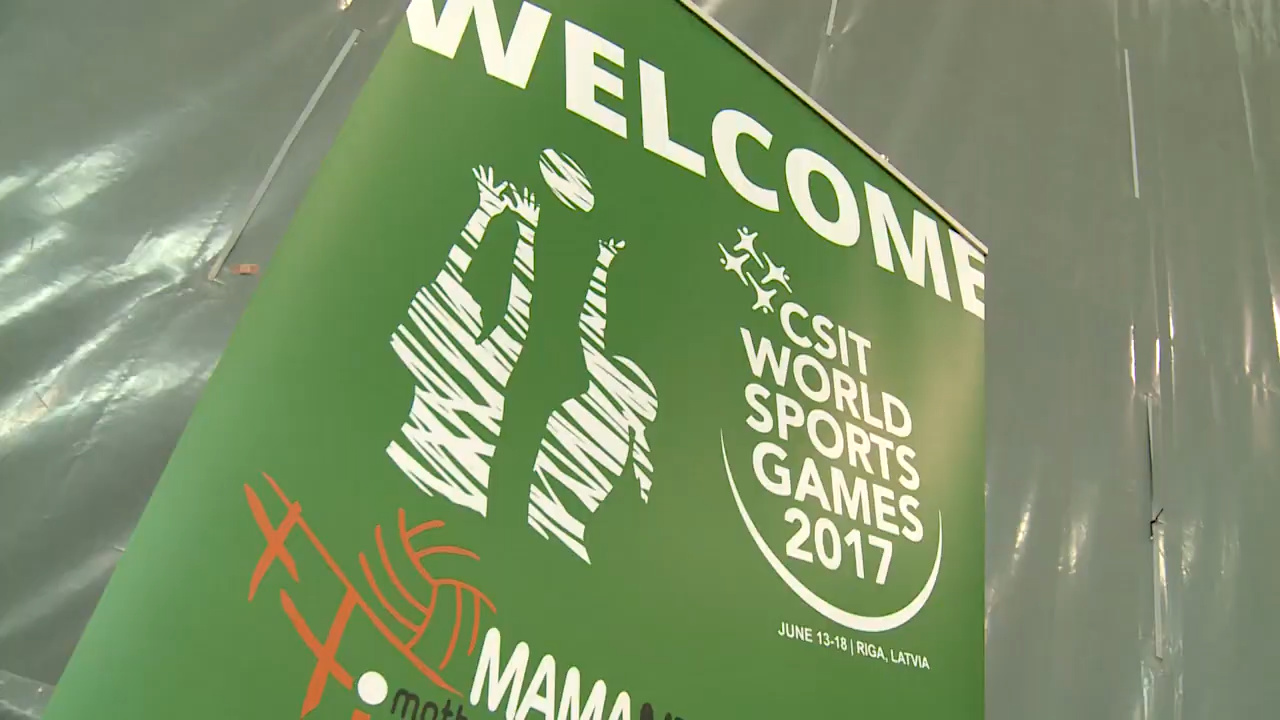 WELCOME
CSIT
WORLD
SPORTS
GAMES
2017
JUNE 13-18 | RIGA, LATVIA
MAMA